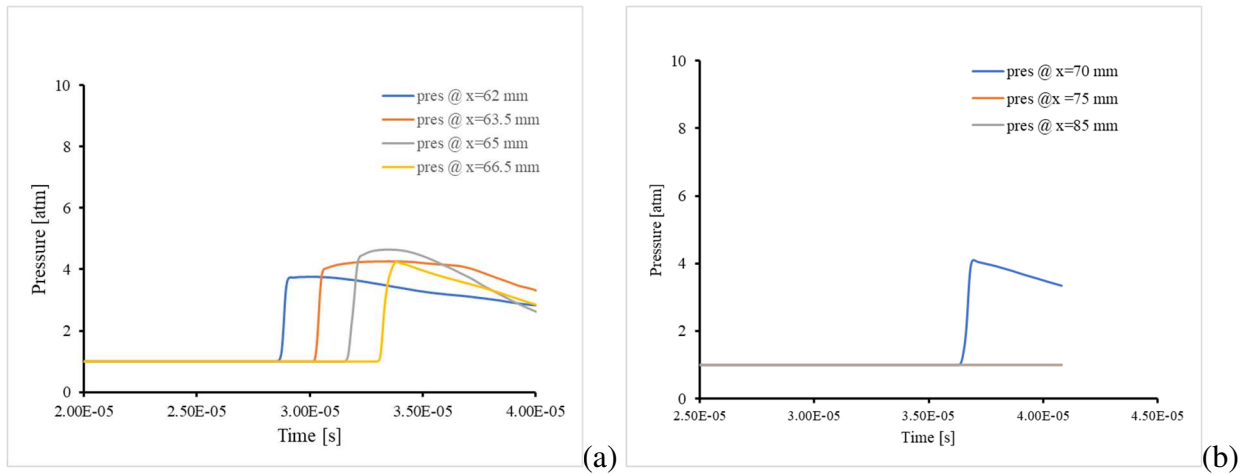 10
8
6
4
2
0
Pressure [atm]
pres @ x=62 mm
pres @ x=63.5 mm
pres @ x=65 mm
pres @ x=66.5 mm
2.00E-05 2.50E-05 3.00E-05 3.50E-05 4.00E-05
Time [s]
(a)
10
8
6
4
2
0
Pressure [atm]
pres @ x=70 mm
pres @x =75 mm
pres @ x=85 mm
2.50E-05 3.00E-05 3.50E-05 4.00E-05 4.50E-05
Time [s]
(b)